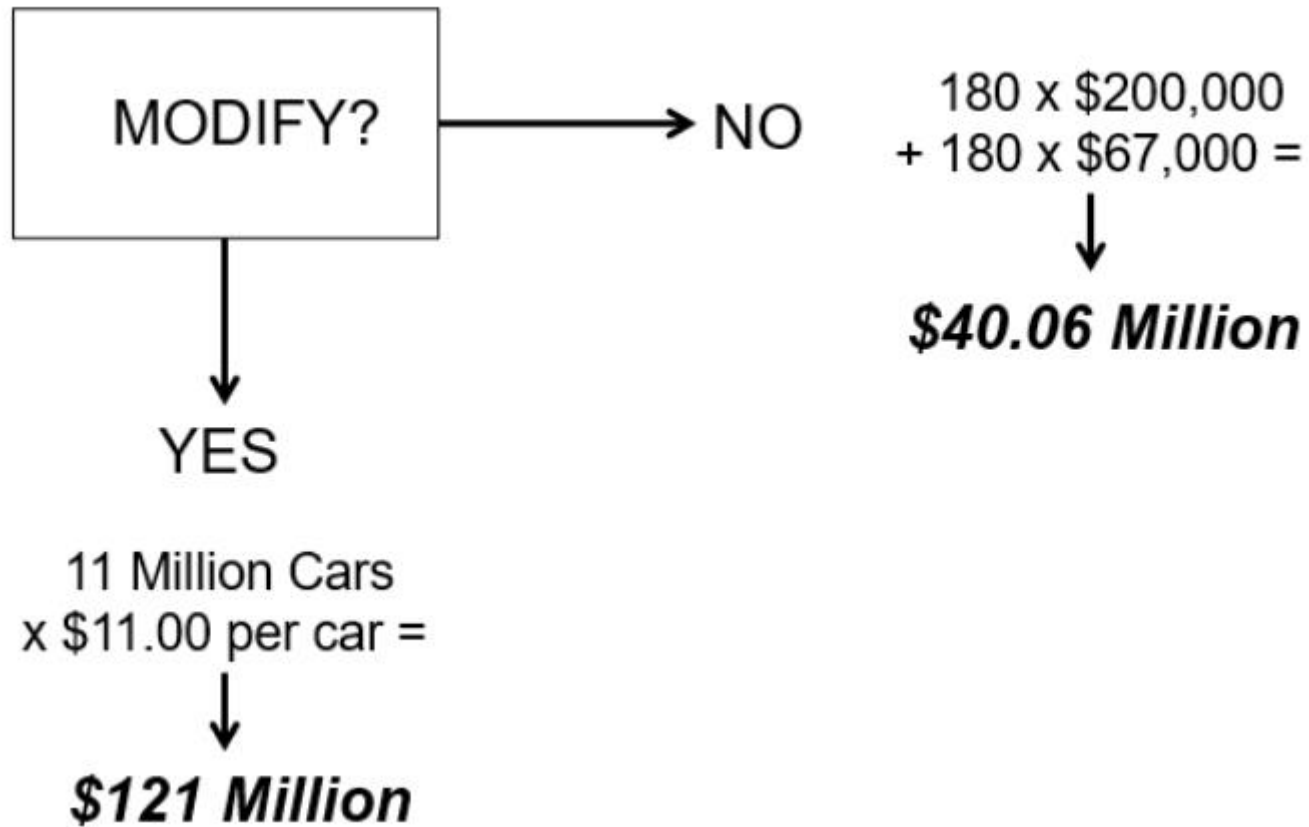 MODIFY?
NO
180 x $200,000
+ 180 x $67,000 =
$40.06 Million
YES
11 Million Cars
x $11.00 per car =
$121 Million